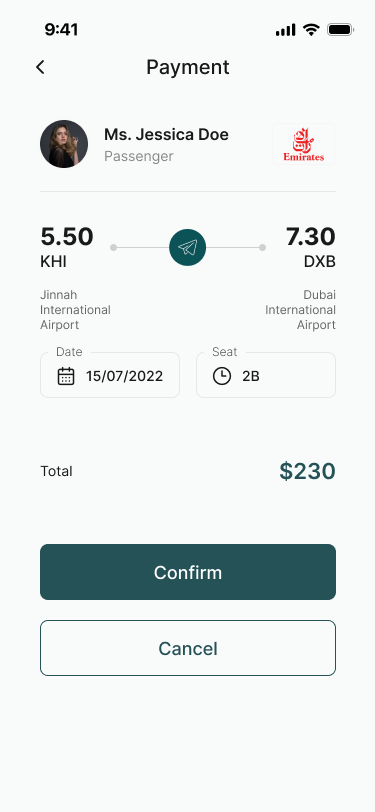 9:41
Payment
Ms. Jessica Doe
Passenger
Emirates
5.50
7.30
KHI
DXB
Jinnah
International
Airport
Dubai
International
Airport
Date
15/07/2022
Seat
2B
Total
$230
Confirm
Cancel